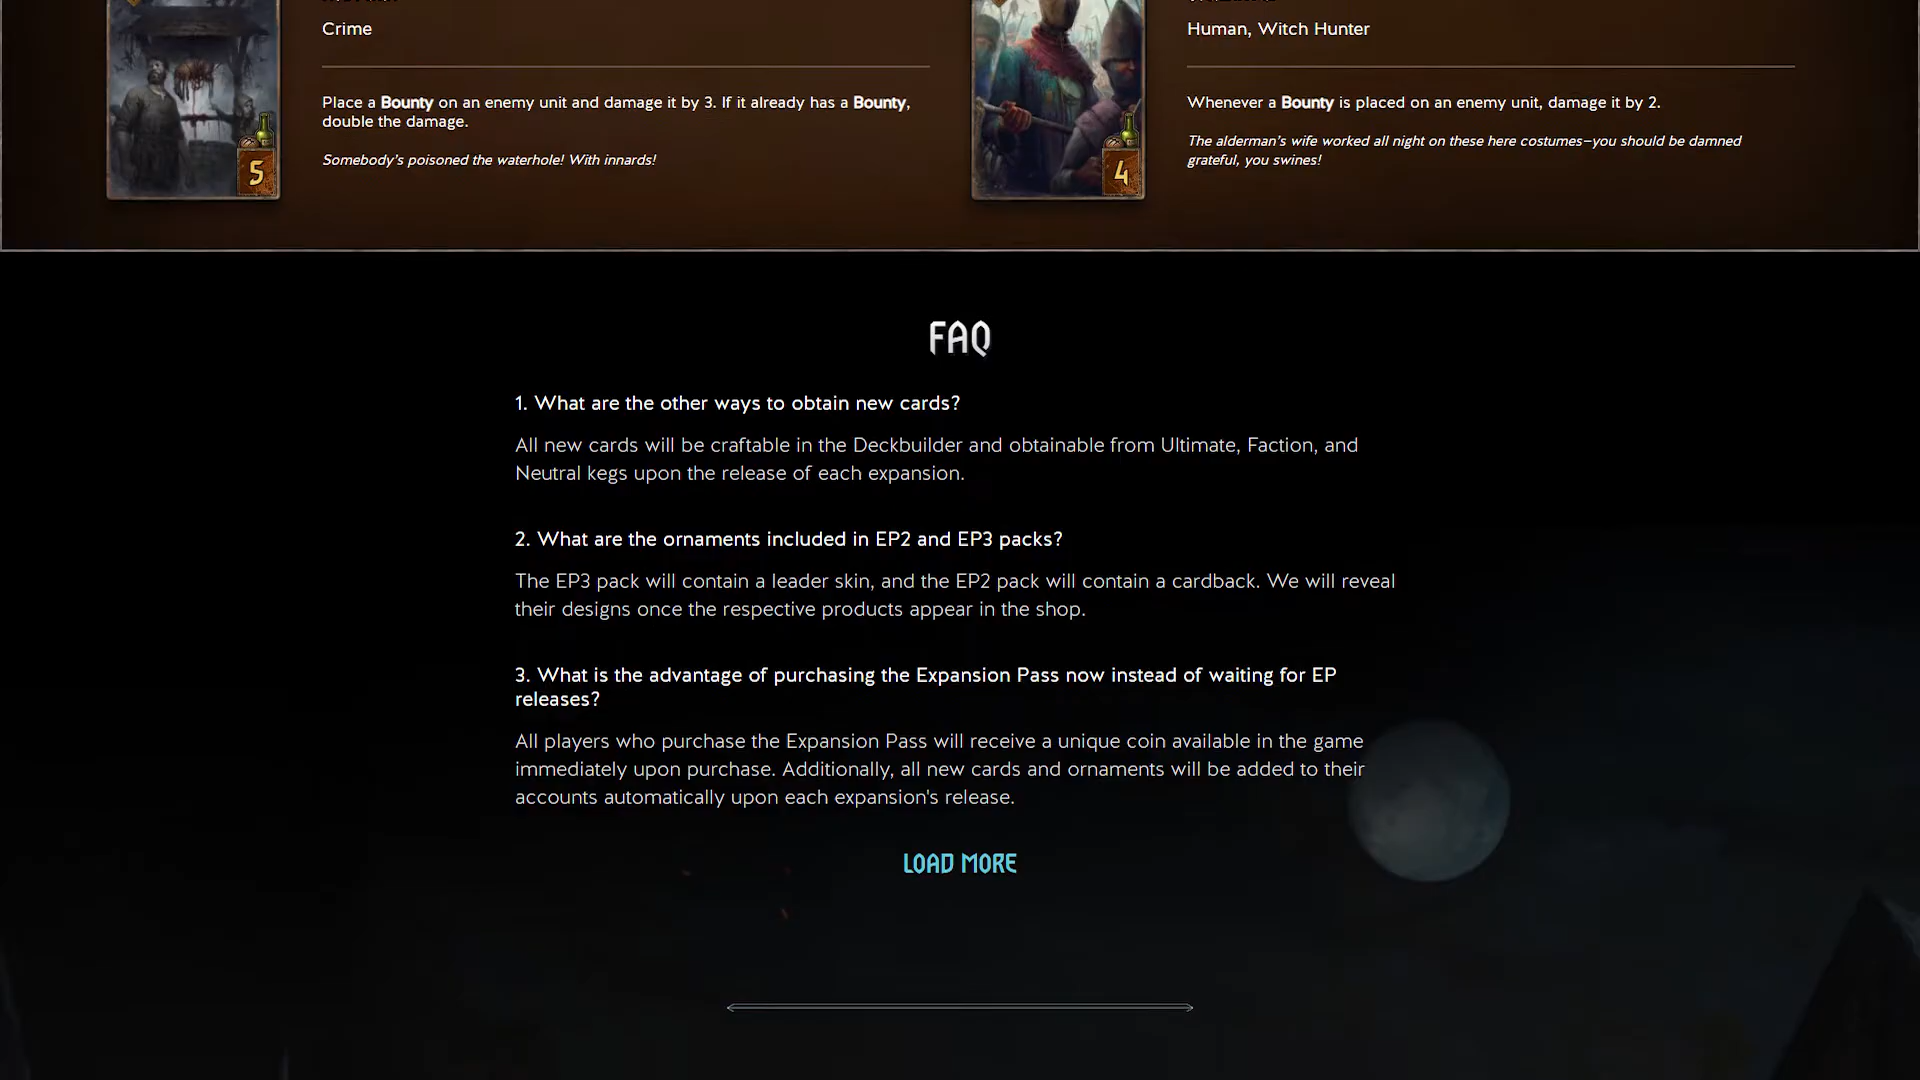 Crime
Place a Bounty on an enemy unit and damage it by 3. If it already has a Bounty,
double the damage.
Somebody's poisoned the waterhole! With innards!
5
Human, Witch Hunter
Whenever a Bounty is placed on an enemy unit, damage it by 2.
The alderman's wife worked all night on these here costumes—you should be damned
grateful, you swines!
4
FAQ
1. What are the other ways to obtain new cards?
All new cards will be craftable in the Deckbuilder and obtainable from Ultimate, Faction, and
Neutral kegs upon the release of each expansion.
2. What are the ornaments included in EP2 and EP3 packs?
The EP3 pack will contain a leader skin, and the EP2 pack will contain a cardback. We will reveal
their designs once the respective products appear in the shop.
3. What is the advantage of purchasing the Expansion Pass now instead of waiting for EP
releases?
All players who purchase the Expansion Pass will receive a unique coin available in the game
immediately upon purchase. Additionally, all new cards and ornaments will be added to their
accounts automatically upon each expansion's release.
LOAD MORE